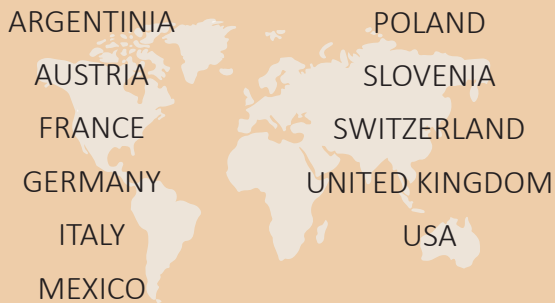 ARGENTINIA
AUSTRIA
FRANCE
GERMANY
ITALY
MEXICO
POLAND
SLOVENIA
SWITZERLAND
UNITED KINGDOM
USA